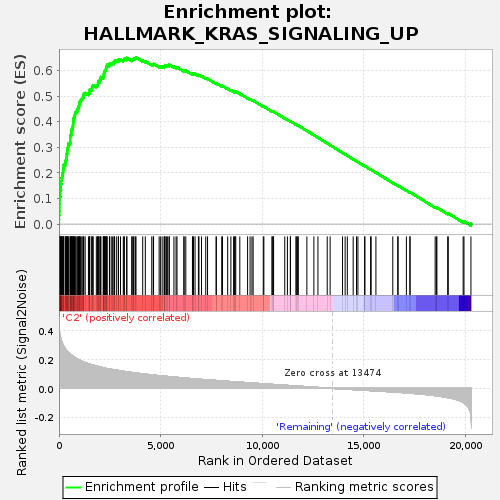 Enrichment plot:
HALLMARK_KRAS_SIGNALING_UP
Enrichment score (ES)
0.6
0.5
0.4
0.3
0.2
0.1
0.0
'C2' (positively correlated)
Ranked list metric (Signal2Noise)
0.4
0.2
0.0
-0.2
Zero cross at 13474
'Remaining' (negatively correlated)
0
5,000
10,000
15,000
20,000
Rank in Ordered Dataset
Enrichment profile
Hits
Ranking metric scores